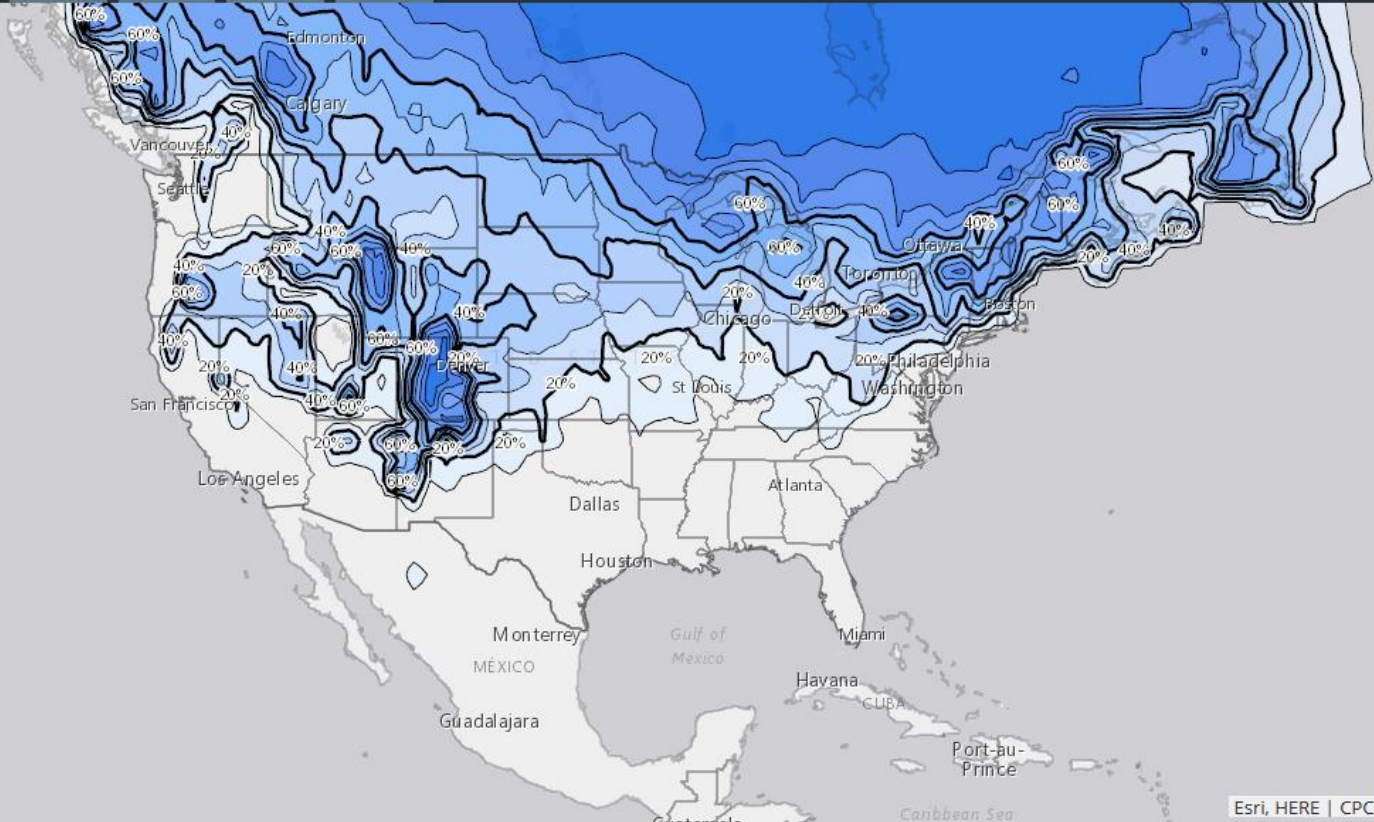 60%
60%
Edmonton
60%
Calgary
40%
Vancouver
20%
60%
Seattle
60%
60%
40%
40%
40%
60%
60%
40%
Ottawa
60%
20%
40%
40%
20%
Toronto
60%
40%
20%
40%
40%
40%
Boston
Chicago
Detroit
40%
60%
60%
20%
20%
20%
20%
Philadelphia
20%
Denver
40%
20%
St Louis
Washington
20%
San Francisco
40%
60%
20%
60%
20%
20%
60%
Los Angeles
Atlanta
Dallas
Houston
Monterrey
Gulf of
Mexico
Miami
MÉXICO
Havana
CUBA
Guadalajara
Port-au-
Prince
Caribbean Sea
Esri, HERE | CPC